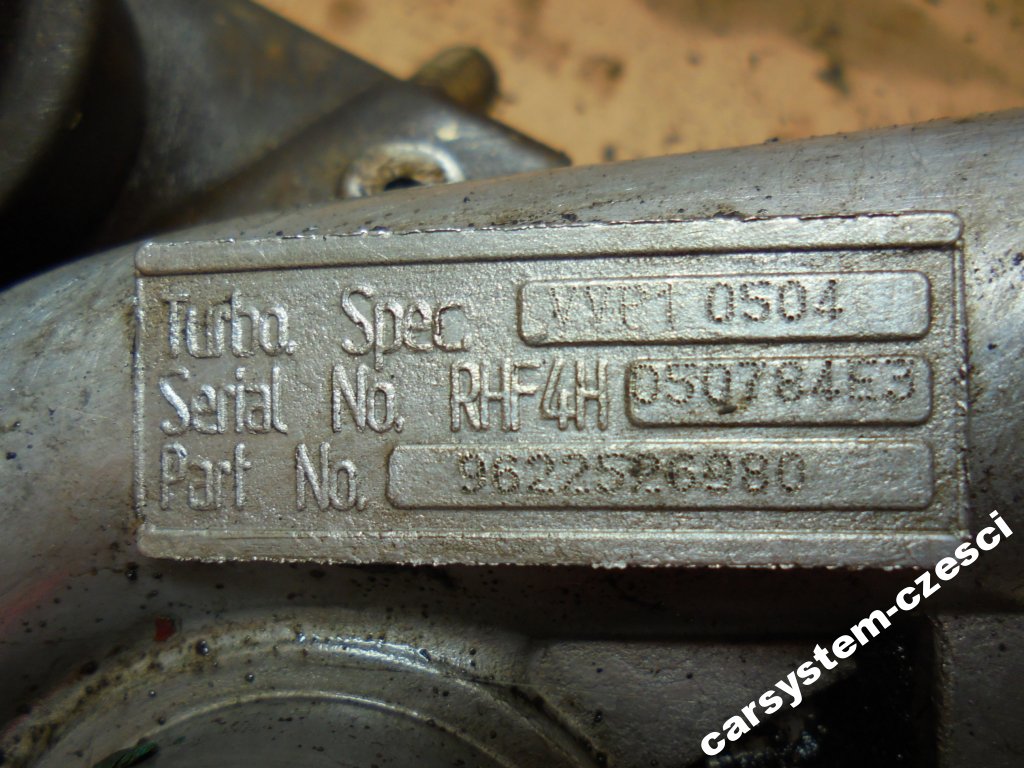 Turbo. Spec. VVP1 0504
Serial No. RHF4H 050784E3
Part No. 9622526980
carsystem-czesci